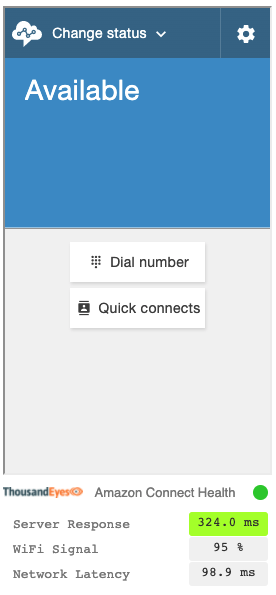 Change status
Available
Dial number
Quick connects
ThousandEyes Amazon Connect Health
Server Response 324.0 ms
WiFi Signal 95 %
Network Latency 98.9 ms